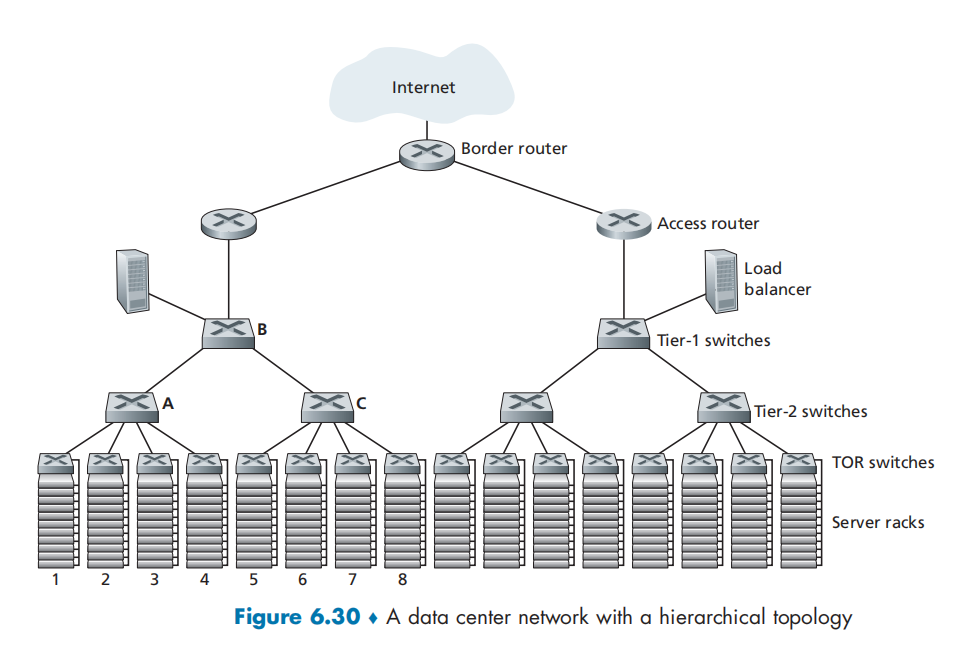 Internet
Border router
Access router
Load
balancer
B
Tier-1 switches
A
C
Tier-2 switches
TOR switches
Server racks
1 2 3 4 5 6 7 8
Figure 6.30 ♦ A data center network with a hierarchical topology